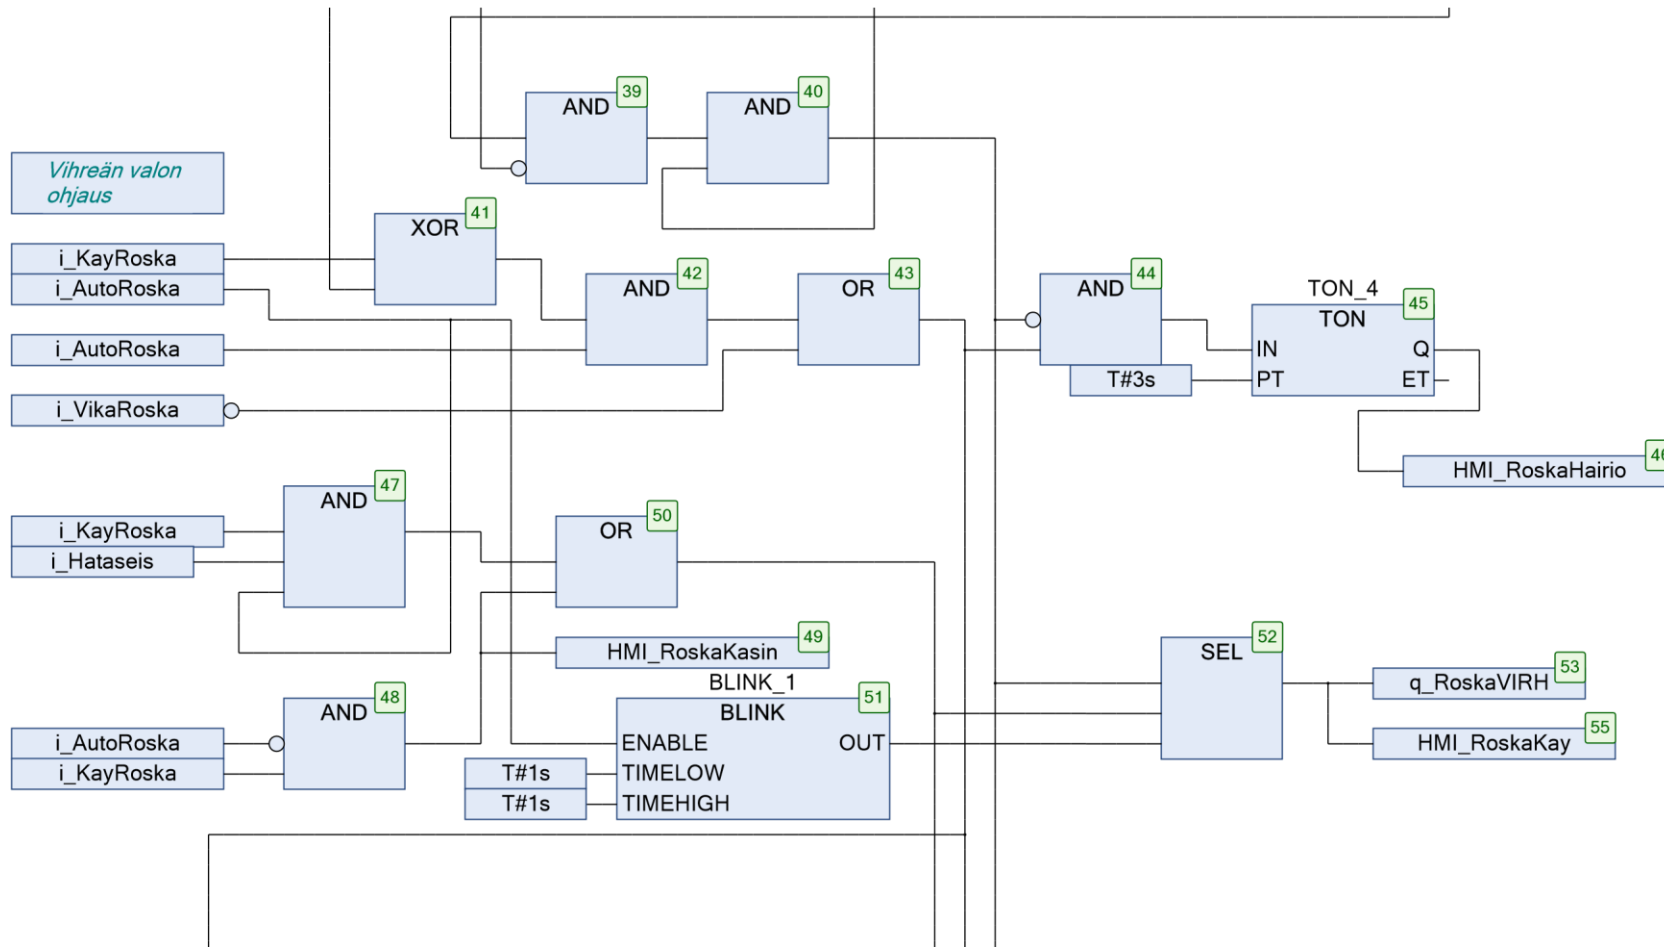 39
AND
40
AND
Vihreän valon
ohjaus
41
XOR
i_KayRoska
i_AutoRoska
42
AND
43
OR
44
AND
TON_4
45
TON
i_AutoRoska
IN
Q
T#3s
PT
ET
i_VikaRoska
46
HMI_RoskaHairio
47
AND
i_KayRoska
i_Hataseis
50
OR
49
HMI_RoskaKasin
52
SEL
BLINK_1
53
q_RoskaVIRH
48
AND
51
BLINK
i_AutoRoska
ENABLE
OUT
55
HMI_RoskaKay
i_KayRoska
T#1s
TIMELOW
T#1s
TIMEHIGH